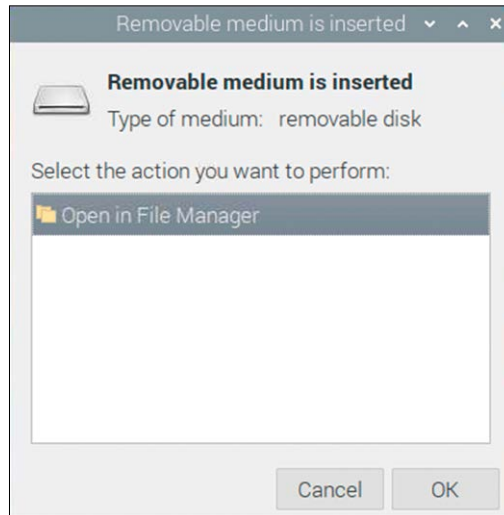 Removable medium is inserted
Removable medium is inserted
Type of medium: removable disk
Select the action you want to perform:
Open in File Manager
Cancel OK